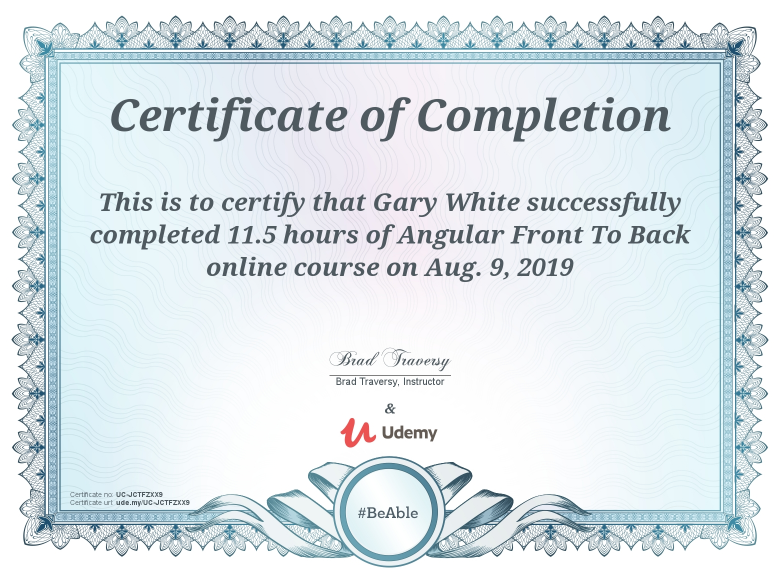 Certificate of Completion
This is to certify that Gary White successfully
completed 11.5 hours of Angular Front To Back
online course on Aug. 9, 2019
Brad Traversy
Brad Traversy, Instructor
&
Udemy
Certificate no: UC-JCTFZXX9
Certificate url: ude.my/UC-JCTFZXX9
#BeAble